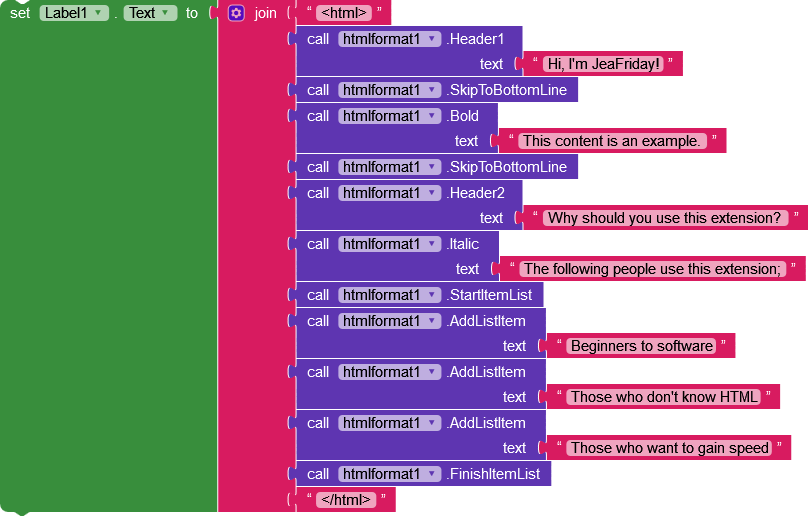 set Label1 . Text to join “ <html> ”
call htmlformat1 .Header1
text “ Hi, I'm JeaFriday! ”
call htmlformat1 .SkipToBottomLine
call htmlformat1 .Bold
text “ This content is an example. ”
call htmlformat1 .SkipToBottomLine
call htmlformat1 .Header2
text “ Why should you use this extension? ”
call htmlformat1 .Italic
text “ The following people use this extension; ”
call htmlformat1 .StartItemList
call htmlformat1 .AddListItem
text “ Beginners to software ”
call htmlformat1 .AddListItem
text “ Those who don't know HTML ”
call htmlformat1 .AddListItem
text “ Those who want to gain speed ”
call htmlformat1 .FinishItemList
“ </html> ”